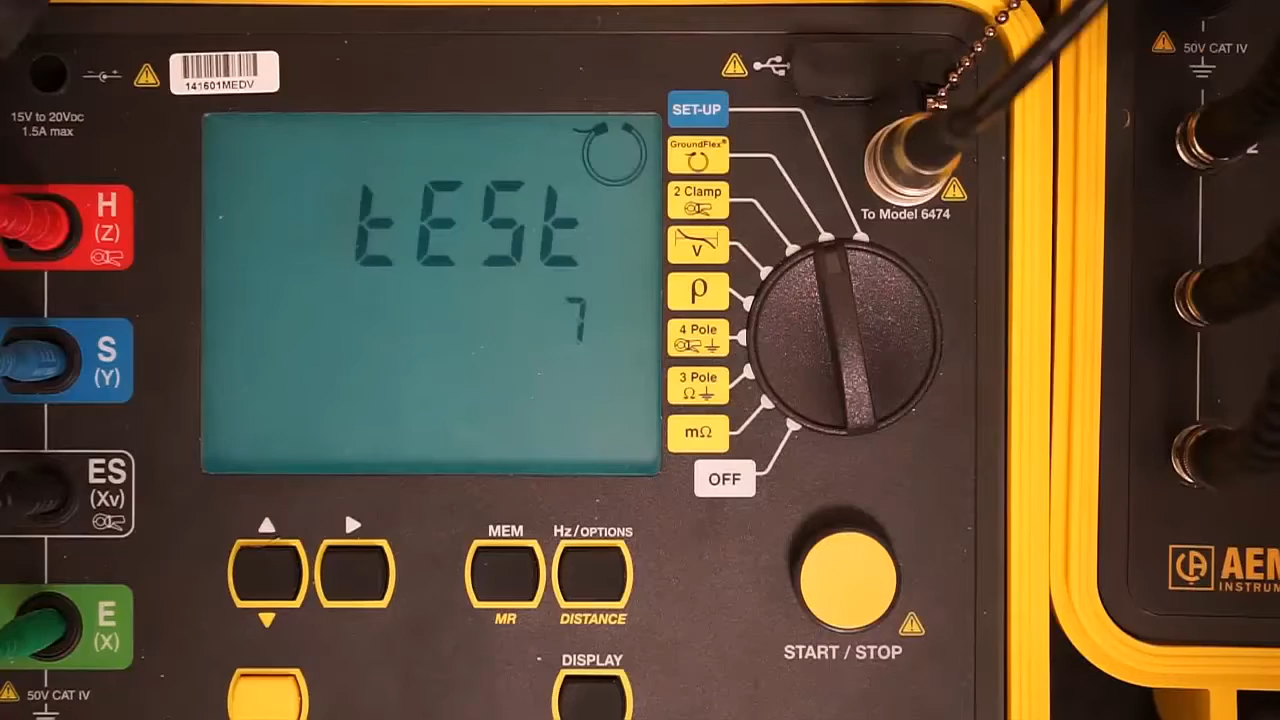 15V to 20VDC
1.5A max
141601MEDV
H
(Z)
S
(Y)
ES
(Xv)
E
(X)
50V CAT IV
tESt
7
SET-UP
GroundFlex®
2 Clamp
V
ρ
4 Pole
3 Pole
Ω
mΩ
OFF
To Model 6474
MEM
Hz/OPTIONS
MR
DISTANCE
DISPLAY
START / STOP
50V CAT IV
AEM
INSTRUM